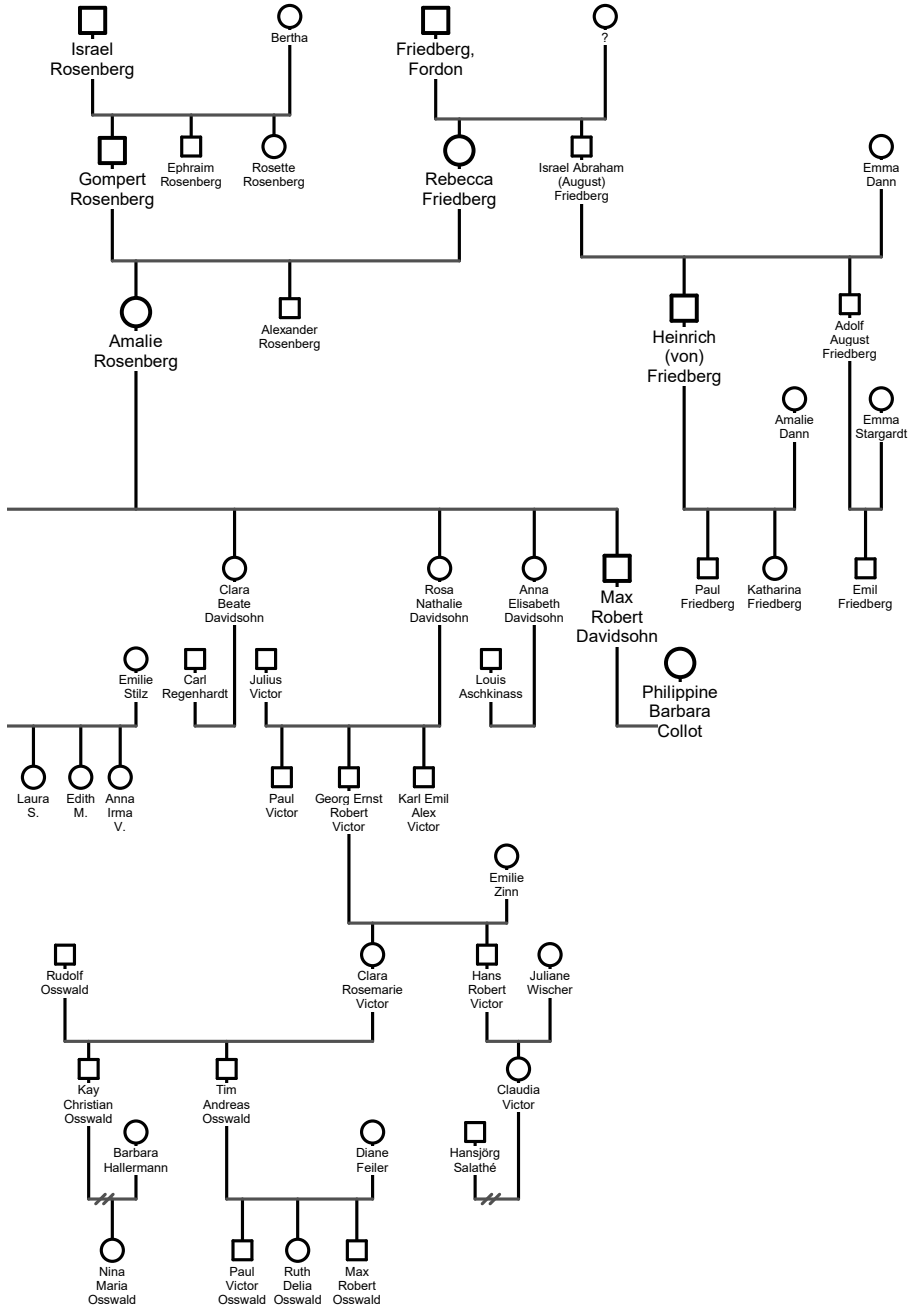 Israel
Rosenberg
Bertha
Friedberg,
Fordon
?
Gompert
Rosenberg
Ephraim
Rosenberg
Rosette
Rosenberg
Rebecca
Friedberg
Israel Abraham
(August)
Friedberg
Emma
Dann
Amalie
Rosenberg
Alexander
Rosenberg
Heinrich
(von)
Friedberg
Adolf
August
Friedberg
Amalie
Dann
Emma
Stargardt
Clara
Beate
Davidsohn
Rosa
Nathalie
Davidsohn
Anna
Elisabeth
Davidsohn
Max
Robert
Davidsohn
Paul
Friedberg
Katharina
Friedberg
Emil
Friedberg
Emilie
Stilz
Carl
Regenhardt
Julius
Victor
Louis
Aschkinass
Philippine
Barbara
Collot
Laura
S.
Edith
M.
Anna
Irma
V.
Paul
Victor
Georg Ernst
Robert
Victor
Karl Emil
Alex
Victor
Emilie
Zinn
Rudolf
Osswald
Clara
Rosemarie
Victor
Hans
Robert
Victor
Juliane
Wischer
Kay
Christian
Osswald
Tim
Andreas
Osswald
Claudia
Victor
Barbara
Hallermann
Diane
Feiler
Hansjörg
Salathé
Nina
Maria
Osswald
Paul
Victor
Osswald
Ruth
Delia
Osswald
Max
Robert
Osswald